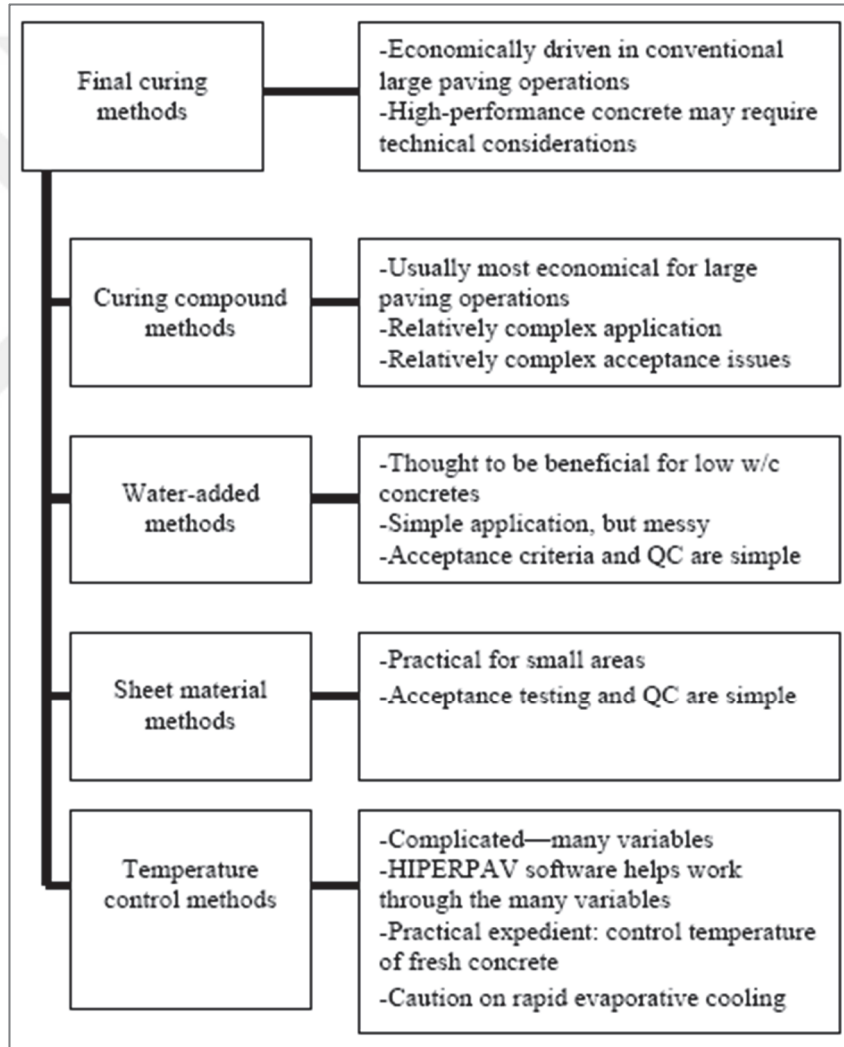 Final curing
methods
-Economically driven in conventional
large paving operations
-High-performance concrete may require
technical considerations
Curing compound
methods
-Usually most economical for large
paving operations
-Relatively complex application
-Relatively complex acceptance issues
Water-added
methods
-Thought to be beneficial for low w/c
concretes
-Simple application, but messy
-Acceptance criteria and QC are simple
Sheet material
methods
-Practical for small areas
-Acceptance testing and QC are simple
Temperature
control methods
-Complicated—many variables
-HIPERPAV software helps work
through the many variables
-Practical expedient: control temperature
of fresh concrete
-Caution on rapid evaporative cooling